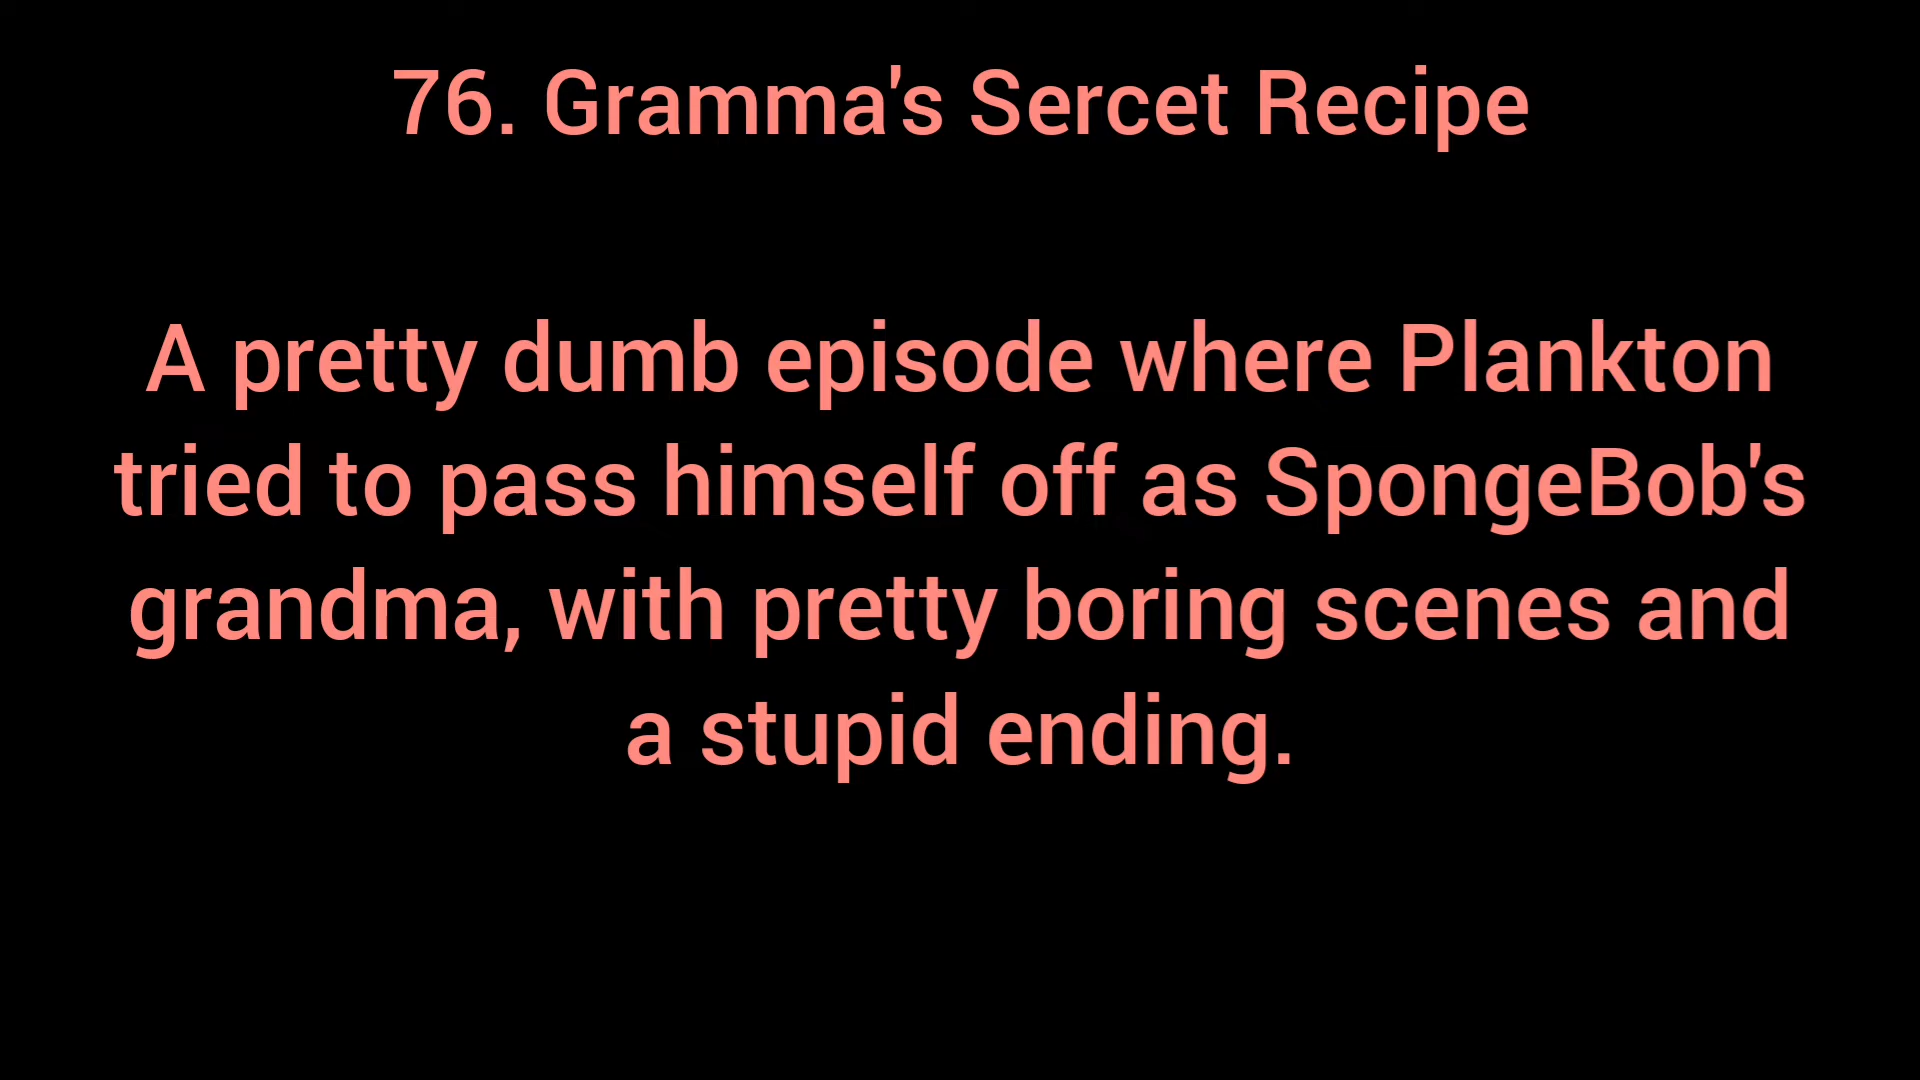 76. Gramma's Sercet Recipe
A pretty dumb episode where Plankton
tried to pass himself off as SpongeBob's
grandma, with pretty boring scenes and
a stupid ending.